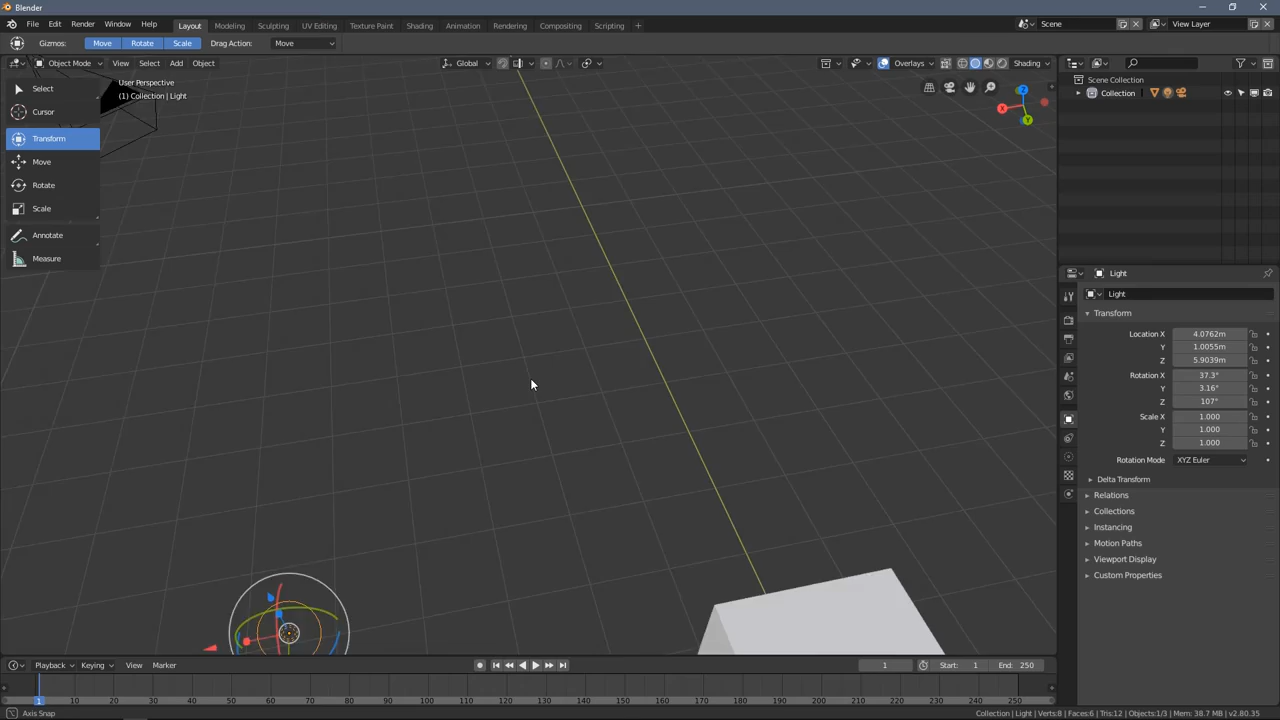 Blender
File Edit Render Window Help Layout Modeling Sculpting UV Editing Texture Paint Shading Animation Rendering Compositing Scripting + Scene View Layer
Gizmos: Move Rotate Scale Drag Action: Move
Object Mode View Select Add Object Global Overlays Shading
User Perspective
(1) Collection | Light
Select
Cursor
Transform
Move
Rotate
Scale
Annotate
Measure
X
Y
Z
Scene Collection
Collection
Light
Light
Transform
Location X 4.0762m
Y 1.0055m
Z 5.9039m
Rotation X 37.3°
Y 3.16°
Z 107°
Scale X 1.000
Y 1.000
Z 1.000
Rotation Mode XYZ Euler
Delta Transform
Relations
Collections
Instancing
Motion Paths
Viewport Display
Custom Properties
Playback Keying View Marker 1 Start: 1 End: 250
1 10 20 30 40 50 60 70 80 90 100 110 120 130 140 150 160 170 180 190 200 210 220 230 240 250
Axis Snap
Collection | Light | Verts:8 | Faces:6 | Tris:12 | Objects:1/3 | Mem: 38.7 MB | v2.80.35